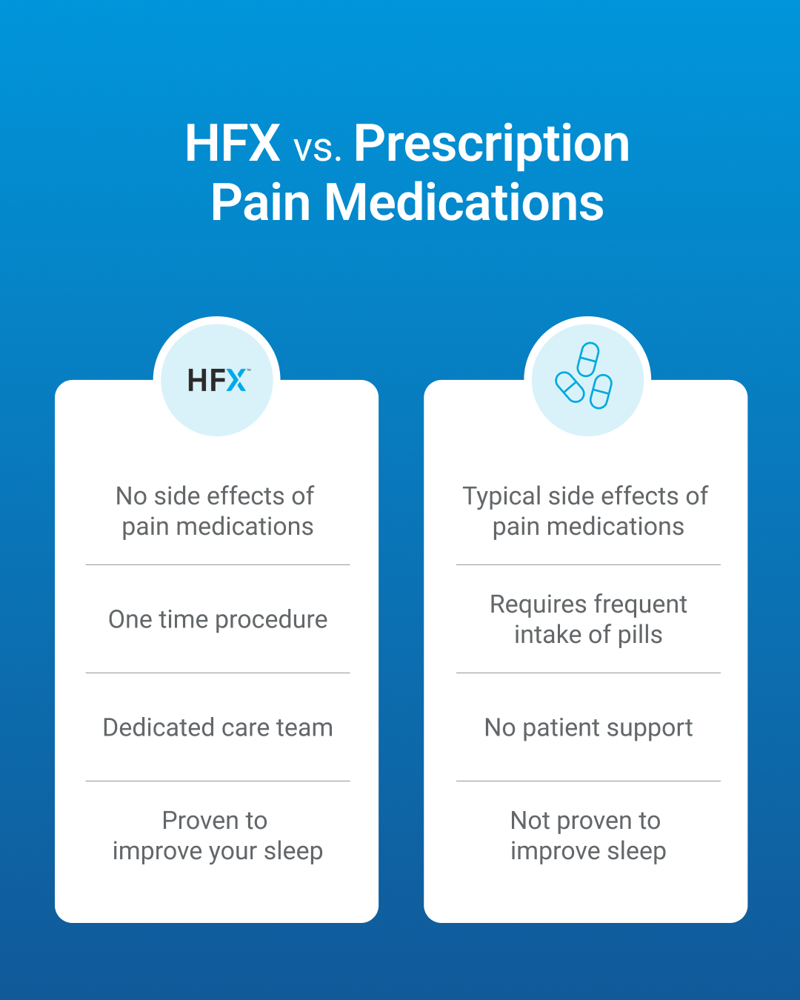 HFX vs. Prescription
Pain Medications
HFX™
No side effects of
pain medications
One time procedure
Dedicated care team
Proven to
improve your sleep
Typical side effects of
pain medications
Requires frequent
intake of pills
No patient support
Not proven to
improve sleep